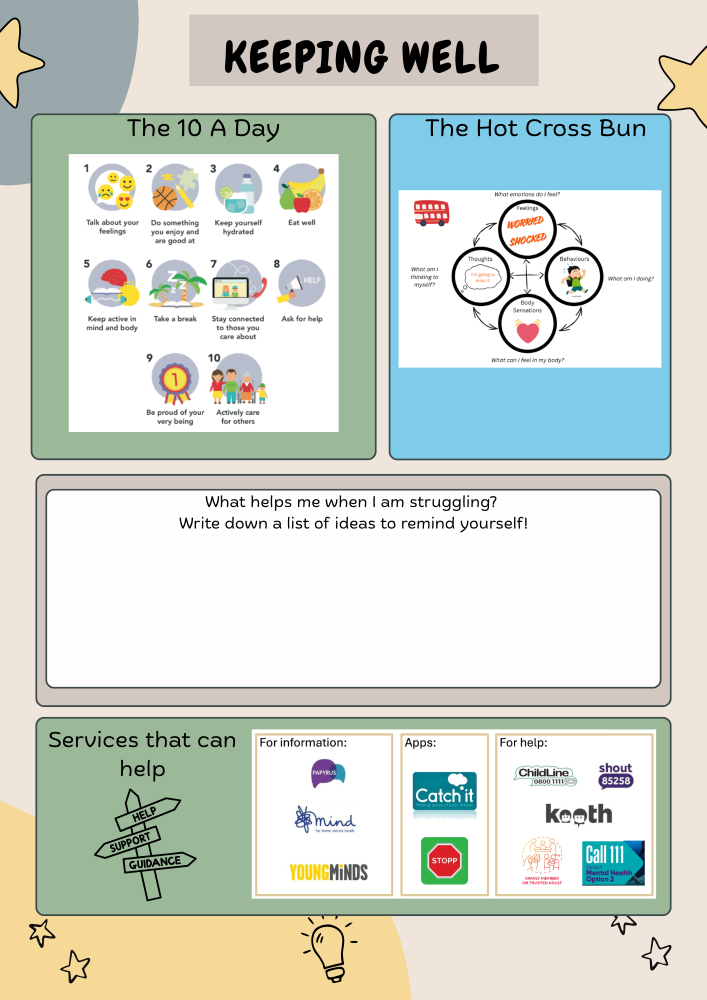 KEEPING WELL
The 10 A Day
1
2
3
4
Talk about your
feelings
Do something
you enjoy and
are good at
Keep yourself
hydrated
Eat well
5
6
7
8
Z
Z
Z
HELP
Keep active in
mind and body
Take a break
Stay connected
to those you
care about
Ask for help
9
10
1
Be proud of your
very being
Actively care
for others
The Hot Cross Bun
What emotions do I feel?
Feelings
WORRIED
SHOCKED
Thoughts
I'm going to
miss it!
What am I
thinking to
myself?
Behaviours
What am I doing?
Body
Sensations
What can I feel in my body?
What helps me when I am struggling?
Write down a list of ideas to remind yourself!
Services that can
help
HELP
SUPPORT
GUIDANCE
For information:
PAPYRUS
mind
for better mental health
YOUNGMiNDS
Apps:
Catch it
Making sense of your moods
STOPP
For help:
ChildLine
0800 1111
shout
85258
kooth
FAMILY MEMBER
OR TRUSTED ADULT
Call 111
Select
Mental Health
Option 2